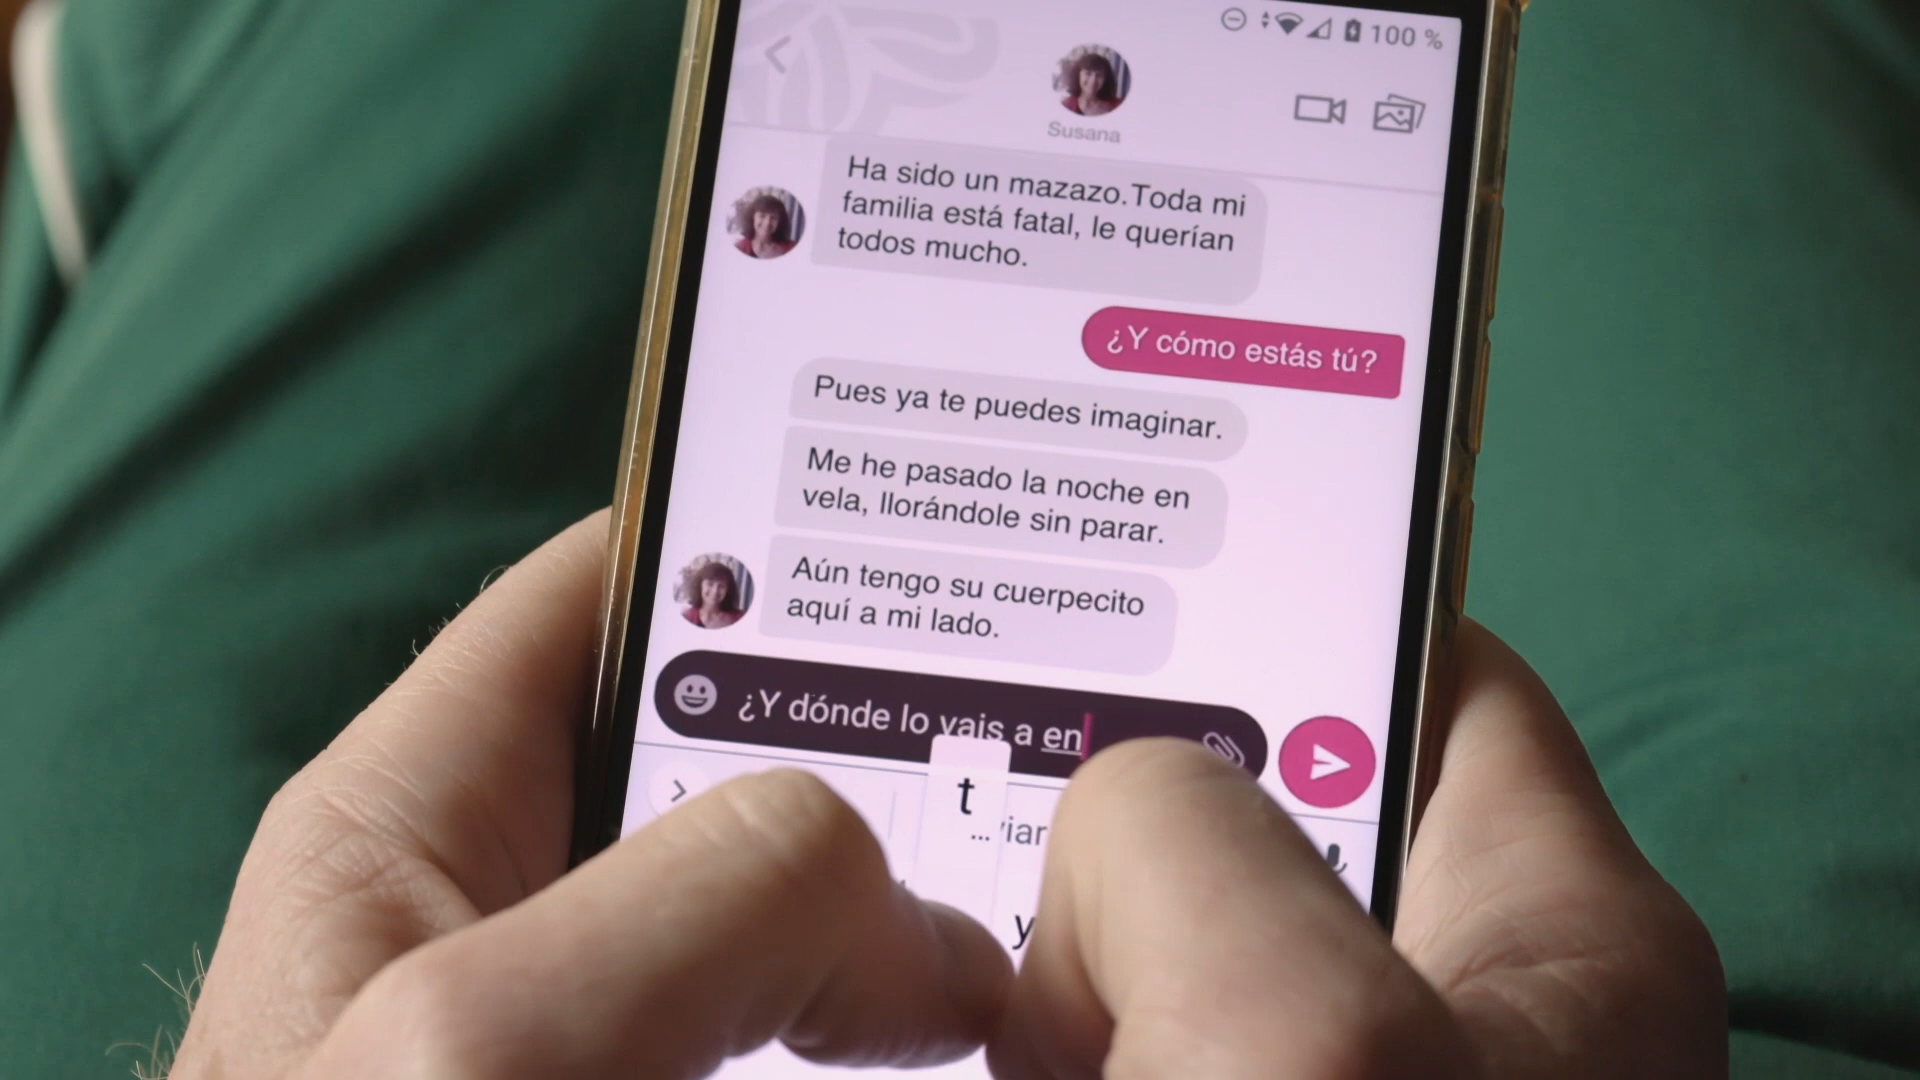 100 %
Susana
Ha sido un mazazo.Toda mi
familia está fatal, le querían
todos mucho.
¿Y cómo estás tú?
Pues ya te puedes imaginar.
Me he pasado la noche en
vela, llorándole sin parar.
Aún tengo su cuerpecito
aquí a mi lado.
¿Y dónde lo vais a en
t
...
y